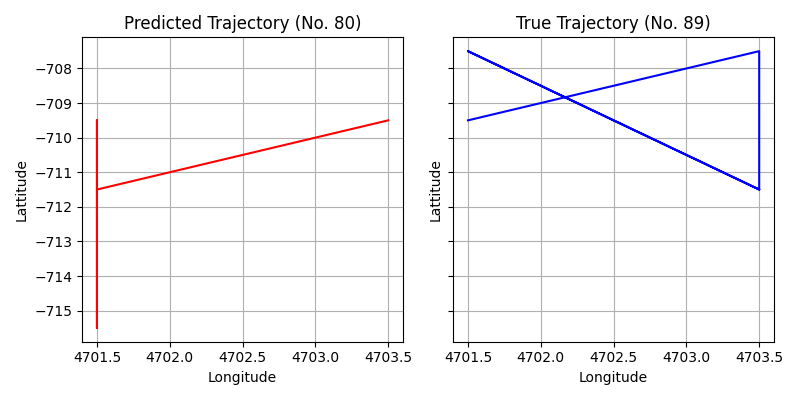 Predicted Trajectory (No. 80)
True Trajectory (No. 89)
Lattitude
−708
−709
−710
−711
−712
−713
−714
−715
4701.5 4702.0 4702.5 4703.0 4703.5
Longitude
Lattitude
4701.5 4702.0 4702.5 4703.0 4703.5
Longitude